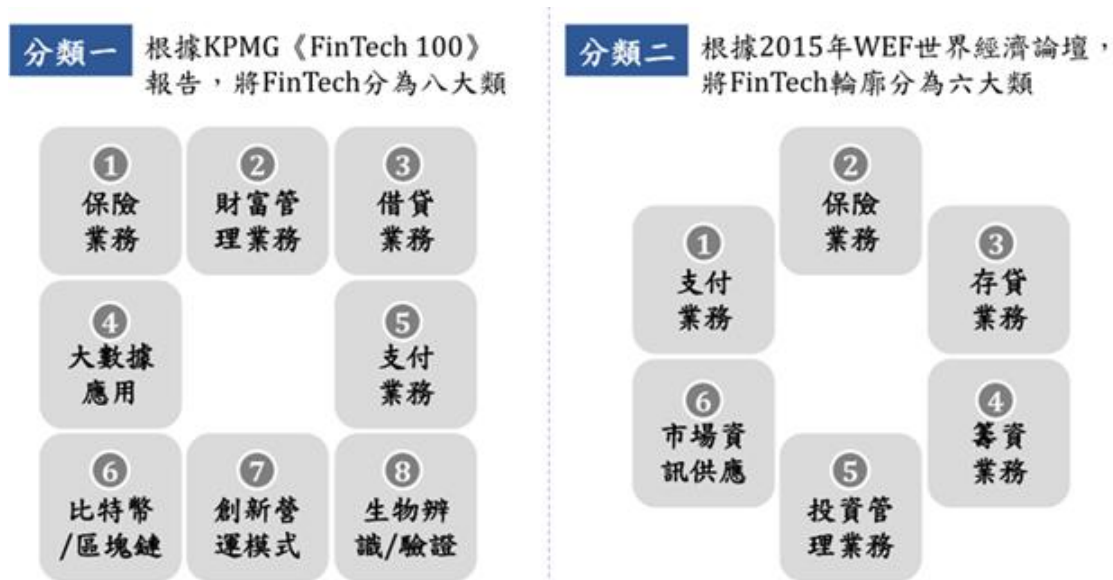 分類一
根據KPMG《FinTech 100》
報告，將FinTech分為八大類
1
保險
業務
2
財富管
理業務
3
借貸
業務
4
大數據
應用
5
支付
業務
6
比特幣
/區塊鏈
7
創新營
運模式
8
生物辨
識/驗證
分類二
根據2015年WEF世界經濟論壇，
將FinTech輪廓分為六大類
1
支付
業務
2
保險
業務
3
存貸
業務
4
籌資
業務
5
投資管
理業務
6
市場資
訊供應